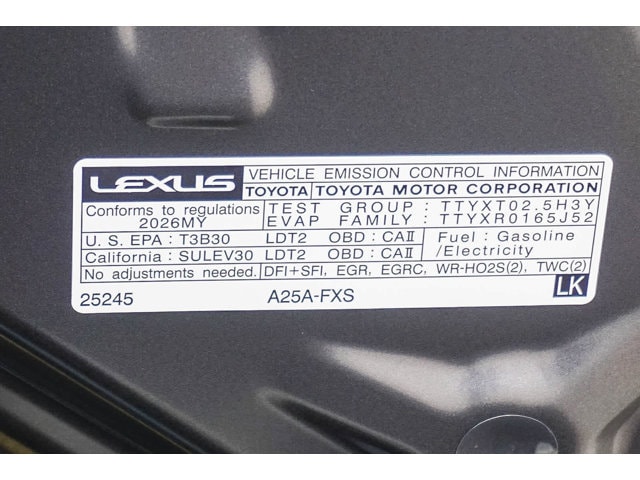 LEXUS VEHICLE EMISSION CONTROL INFORMATION
TOYOTA TOYOTA MOTOR CORPORATION
Conforms to regulations : 2026MY
TEST GROUP : TTYXT02.5H3Y
EVAP FAMILY : TTYXR0165J52
U. S. EPA : T3B30 LDT2 OBD : CAII
California : SULEV30 LDT2 OBD : CAII
Fuel : Gasoline
/Electricity
No adjustments needed. DFI+SFI, EGR, EGRC, WR-HO2S(2), TWC(2)
25245 A25A-FXS LK